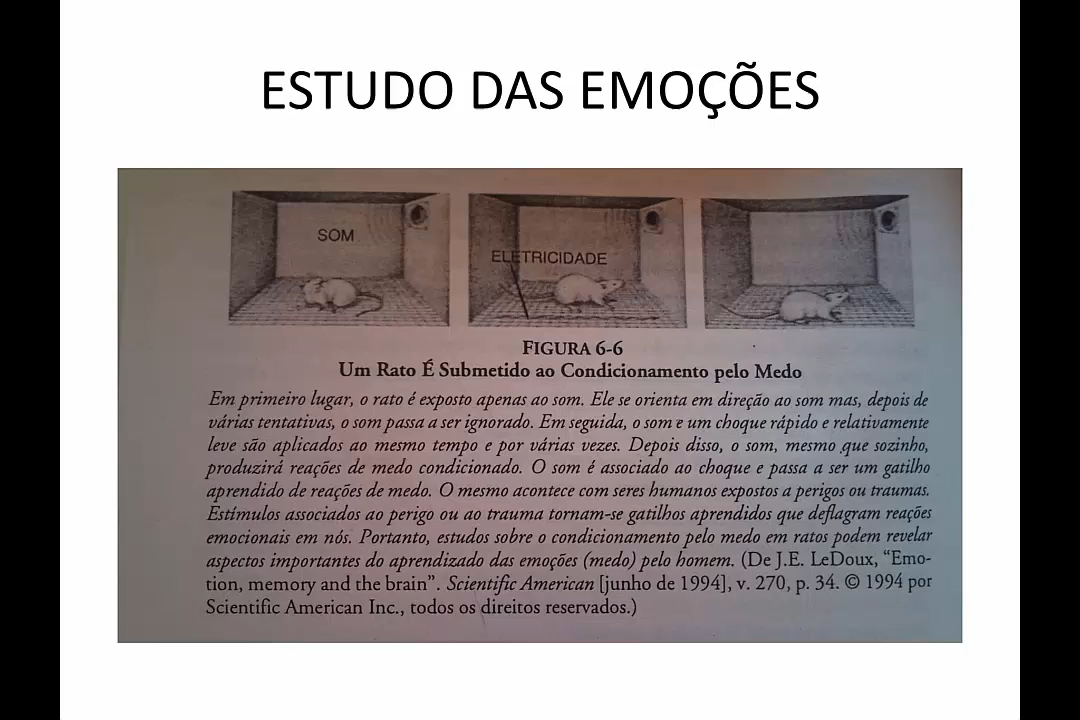 ESTUDO DAS EMOÇÕES
SOM
ELETRICIDADE
FIGURA 6-6
Um Rato É Submetido ao Condicionamento pelo Medo
Em primeiro lugar, o rato é exposto apenas ao som. Ele se orienta em direção ao som mas, depois de
várias tentativas, o som passa a ser ignorado. Em seguida, o som e um choque rápido e relativamente
leve são aplicados ao mesmo tempo e por várias vezes. Depois disso, o som, mesmo que sozinho,
produzirá reações de medo condicionado. O som é associado ao choque e passa a ser um gatilho
aprendido de reações de medo. O mesmo acontece com seres humanos expostos a perigos ou traumas.
Estímulos associados ao perigo ou ao trauma tornam-se gatilhos aprendidos que deflagram reações
emocionais em nós. Portanto, estudos sobre o condicionamento pelo medo em ratos podem revelar
aspectos importantes do aprendizado das emoções (medo) pelo homem. (De J.E. LeDoux, “Emo-
tion, memory and the brain”. Scientific American [junho de 1994], v. 270, p. 34. © 1994 por
Scientific American Inc., todos os direitos reservados.)